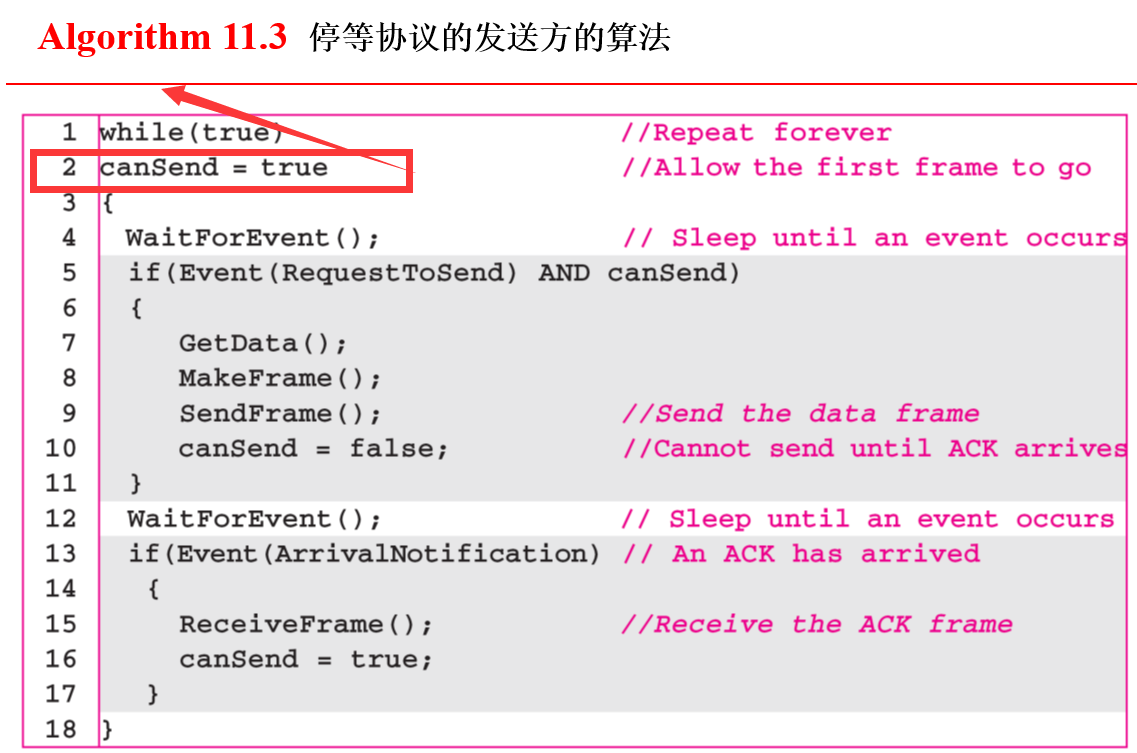 Algorithm 11.3 停等协议的发送方的算法
1 while(true) //Repeat forever
2 canSend = true //Allow the first frame to go
3 {
4 WaitForEvent(); // Sleep until an event occurs
5 if(Event(RequestToSend) AND canSend)
6 {
7 GetData();
8 MakeFrame();
9 SendFrame(); //Send the data frame
10 canSend = false; //Cannot send until ACK arrives
11 }
12 WaitForEvent(); // Sleep until an event occurs
13 if(Event(ArrivalNotification) // An ACK has arrived
14 {
15 ReceiveFrame(); //Receive the ACK frame
16 canSend = true;
17 }
18 }